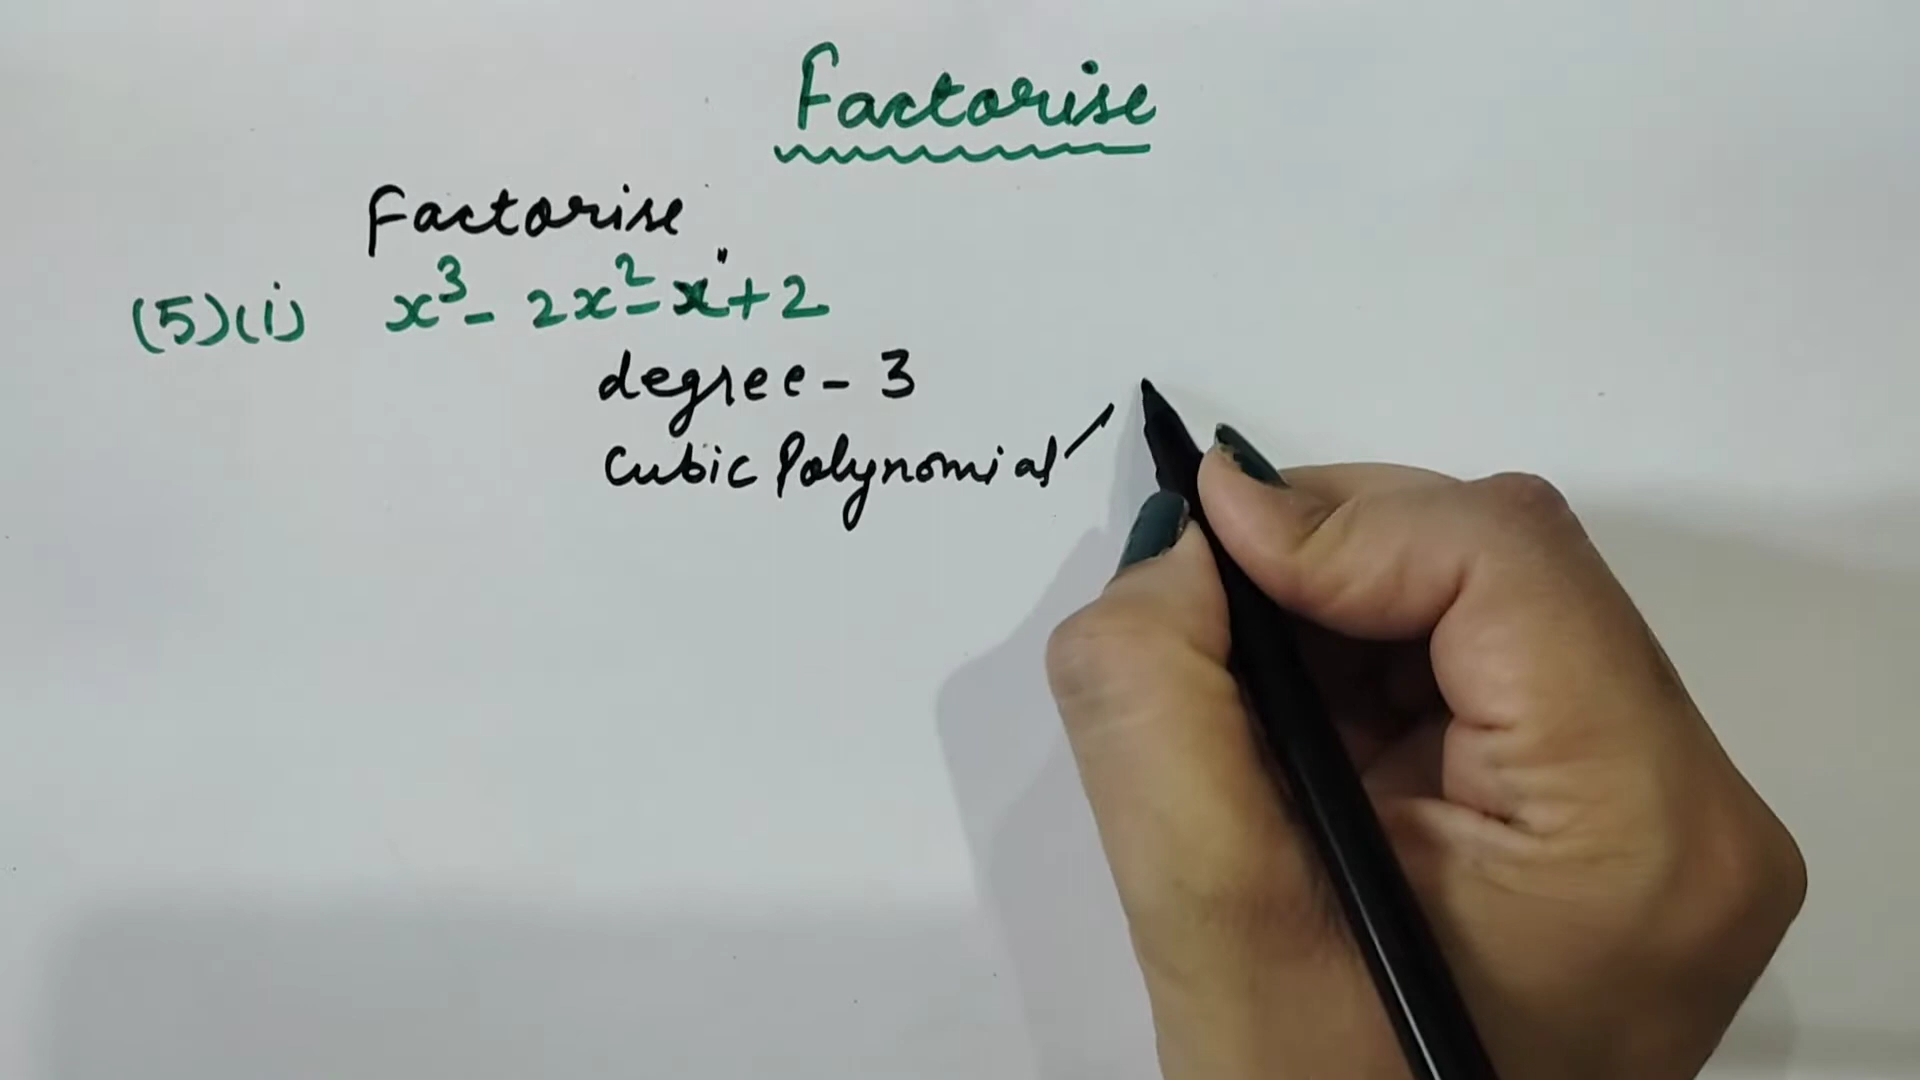 Factorise
Factorise
(5)(i) x³- 2x²-x+2
degree - 3
Cubic Polynomial